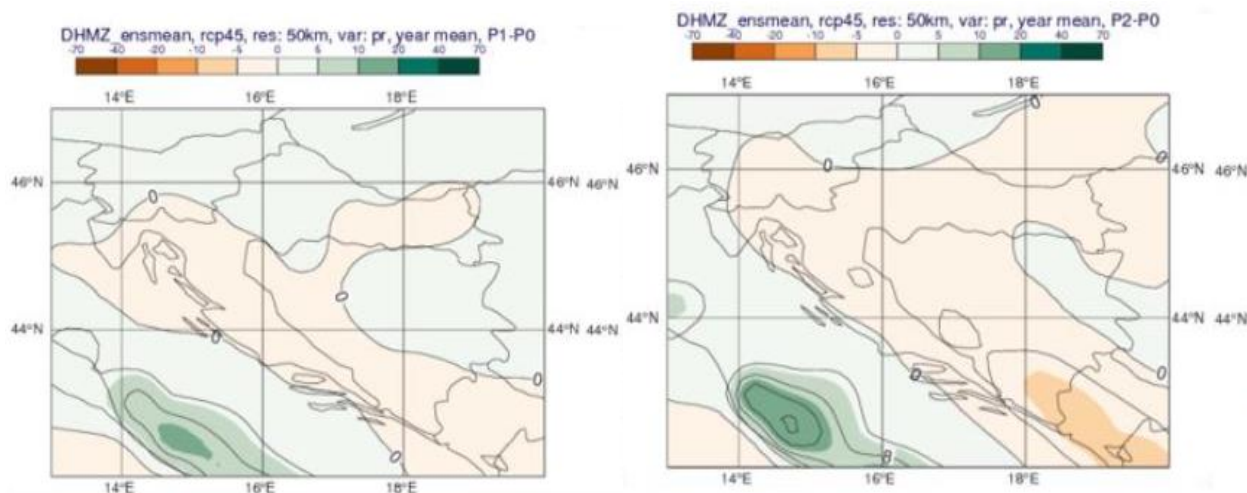 DHMZ_ensmean, rcp45, res: 50km, var: pr, year mean, P1-P0
-70 -40 -20 -10 -5 0 5 10 20 40 70
14°E 16°E 18°E
46°N 46°N
0
0
0
44°N 44°N
0
0
0
14°E 16°E 18°E
DHMZ_ensmean, rcp45, res: 50km, var: pr, year mean, P2-P0
-70 -40 -20 -10 -5 0 5 10 20 40 70
14°E 16°E 18°E
0
0
0
46°N 46°N
44°N 44°N
0
0
8
14°E 16°E 18°E
46°N
44°N